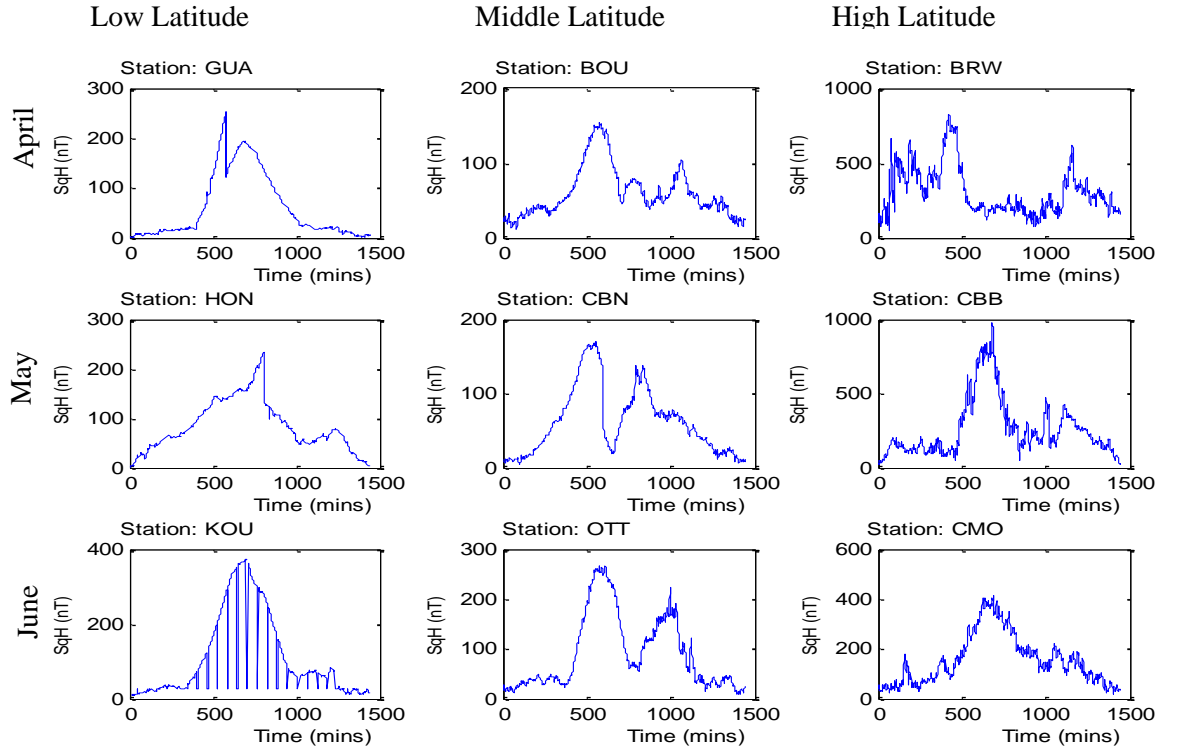 Low Latitude Middle Latitude High Latitude
April
Station: GUA
300
200
100
0
SqH (nT)
0 500 1000 1500
Time (mins)
Station: BOU
200
100
0
SqH (nT)
0 500 1000 1500
Time (mins)
Station: BRW
1000
500
0
SqH (nT)
0 500 1000 1500
Time (mins)
May
Station: HON
300
200
100
0
SqH (nT)
0 500 1000 1500
Time (mins)
Station: CBN
200
100
0
SqH (nT)
0 500 1000 1500
Time (mins)
Station: CBB
1000
500
0
SqH (nT)
0 500 1000 1500
Time (mins)
June
Station: KOU
400
200
0
SqH (nT)
0 500 1000 1500
Time (mins)
Station: OTT
300
200
100
0
SqH (nT)
0 500 1000 1500
Time (mins)
Station: CMO
600
400
200
0
SqH (nT)
0 500 1000 1500
Time (mins)